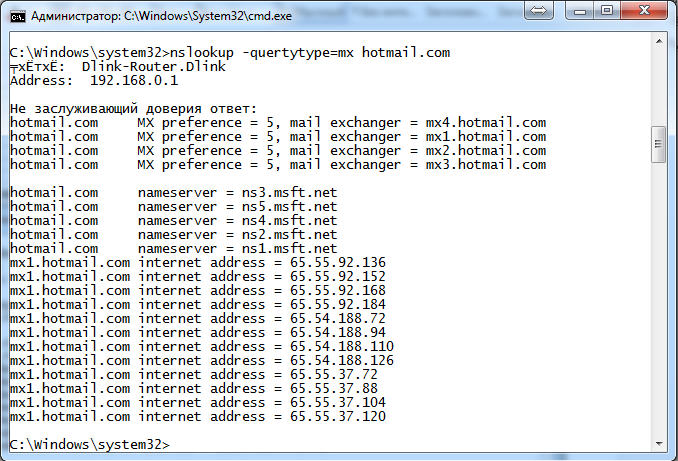 Администратор: C:\Windows\System32\cmd.exe
C:\Windows\system32>nslookup -quertytype=mx hotmail.com
╤хЁтхЁ:  Dlink-Router.Dlink
Address:  192.168.0.1
Не заслуживающий доверия ответ:
hotmail.com     MX preference = 5, mail exchanger = mx4.hotmail.com
hotmail.com     MX preference = 5, mail exchanger = mx1.hotmail.com
hotmail.com     MX preference = 5, mail exchanger = mx2.hotmail.com
hotmail.com     MX preference = 5, mail exchanger = mx3.hotmail.com
hotmail.com     nameserver = ns3.msft.net
hotmail.com     nameserver = ns5.msft.net
hotmail.com     nameserver = ns4.msft.net
hotmail.com     nameserver = ns2.msft.net
hotmail.com     nameserver = ns1.msft.net
mx1.hotmail.com internet address = 65.55.92.136
mx1.hotmail.com internet address = 65.55.92.152
mx1.hotmail.com internet address = 65.55.92.168
mx1.hotmail.com internet address = 65.55.92.184
mx1.hotmail.com internet address = 65.54.188.72
mx1.hotmail.com internet address = 65.54.188.94
mx1.hotmail.com internet address = 65.54.188.110
mx1.hotmail.com internet address = 65.54.188.126
mx1.hotmail.com internet address = 65.55.37.72
mx1.hotmail.com internet address = 65.55.37.88
mx1.hotmail.com internet address = 65.55.37.104
mx1.hotmail.com internet address = 65.55.37.120
C:\Windows\system32>